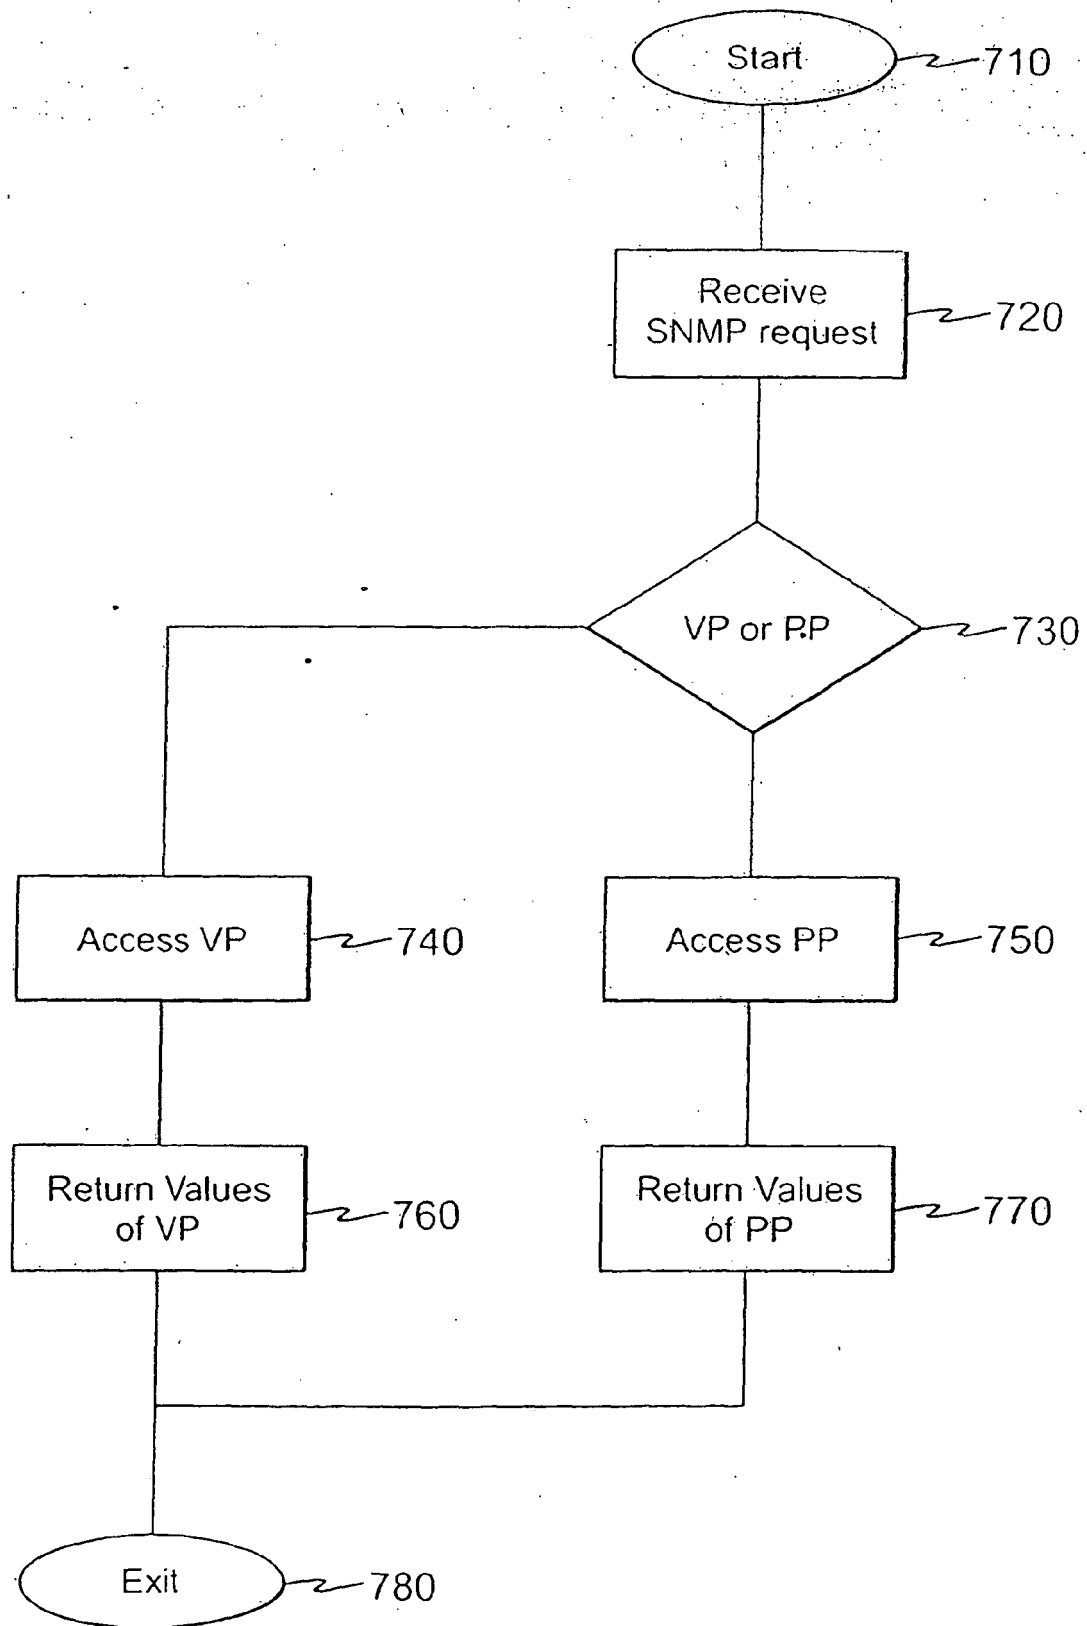 Start
710
Receive
SNMP request
720
VP or PP
730
Access VP
740
Access PP
750
Return Values
of VP
760
Return Values
of PP
770
Exit
780